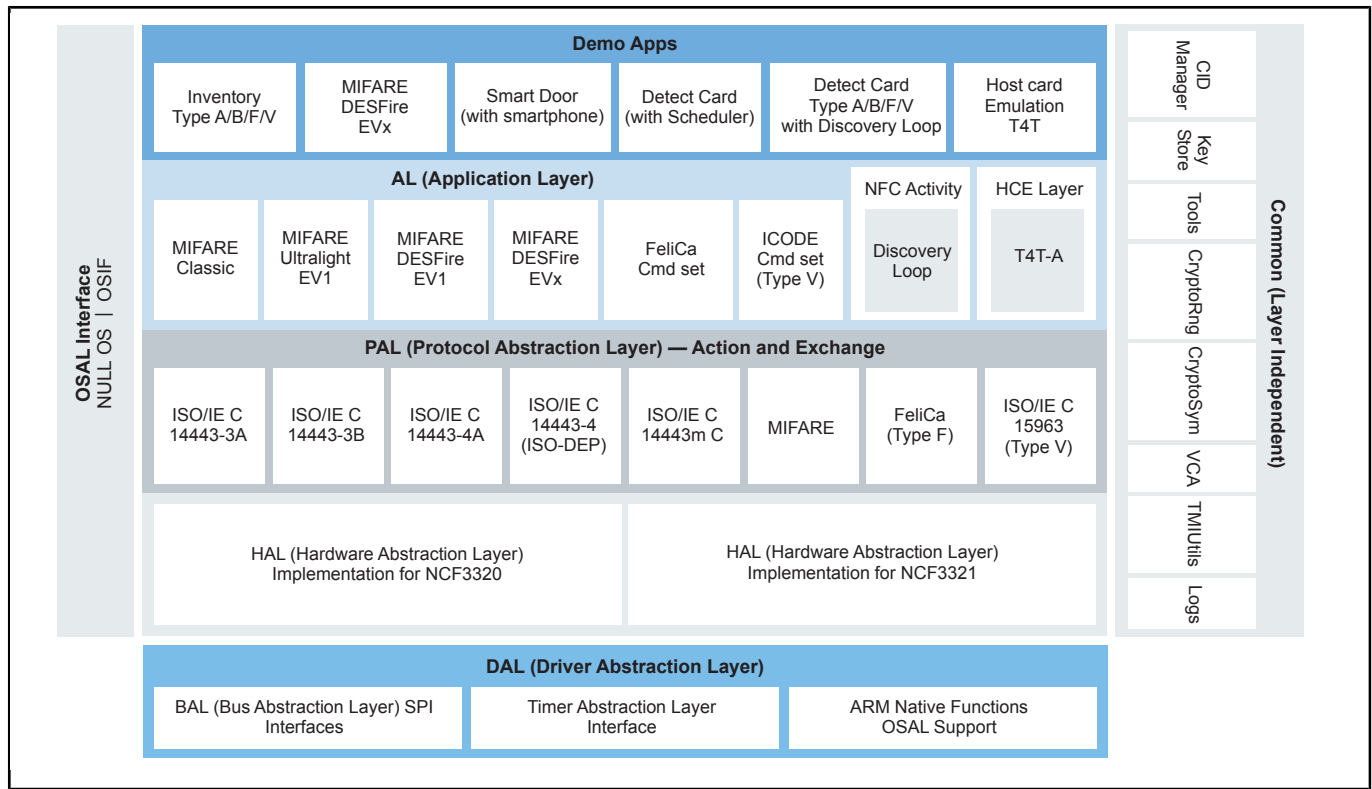 Demo Apps
Inventory
Type A/B/F/V
MIFARE
DESFire
EVx
Smart Door
(with smartphone)
Detect Card
(with Scheduler)
Detect Card
Type A/B/F/V
with Discovery Loop
Host card
Emulation
T4T
AL (Application Layer)
MIFARE
Classic
MIFARE
Ultralight
EV1
MIFARE
DESFire
EV1
MIFARE
DESFire
EVx
FeliCa
Cmd set
ICODE
Cmd set
(Type V)
NFC Activity
Discovery
Loop
HCE Layer
T4T-A
PAL (Protocol Abstraction Layer) — Action and Exchange
ISO/IE C
14443-3A
ISO/IE C
14443-3B
ISO/IE C
14443-4A
ISO/IE C
14443-4
(ISO-DEP)
ISO/IE C
14443m C
MIFARE
FeliCa
(Type F)
ISO/IE C
15963
(Type V)
HAL (Hardware Abstraction Layer)
Implementation for NCF3320
HAL (Hardware Abstraction Layer)
Implementation for NCF3321
DAL (Driver Abstraction Layer)
BAL (Bus Abstraction Layer) SPI
Interfaces
Timer Abstraction Layer
Interface
ARM Native Functions
OSAL Support
OSAL Interface
NULL OS | OSIF
CID
Manager
Key
Store
Tools
CryptoRng
CryptoSym
VCA
TMIUtils
Logs
Common (Layer Independent)